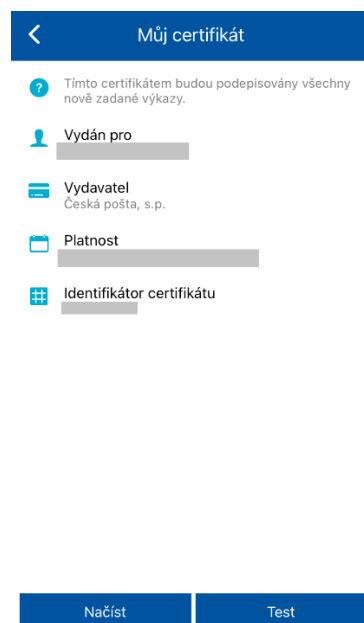 Můj certifikát
Tímto certifikátem budou podepisovány všechny
nově zadané výkazy.
Vydán pro
Vydavatel
Česká pošta, s.p.
Platnost
Identifikátor certifikátu
Načíst
Test